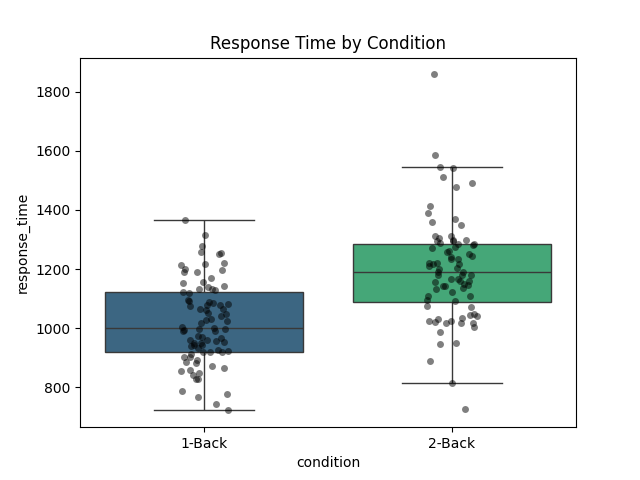 Response Time by Condition
1800
1600
1400
1200
1000
800
response_time
1-Back
2-Back
condition